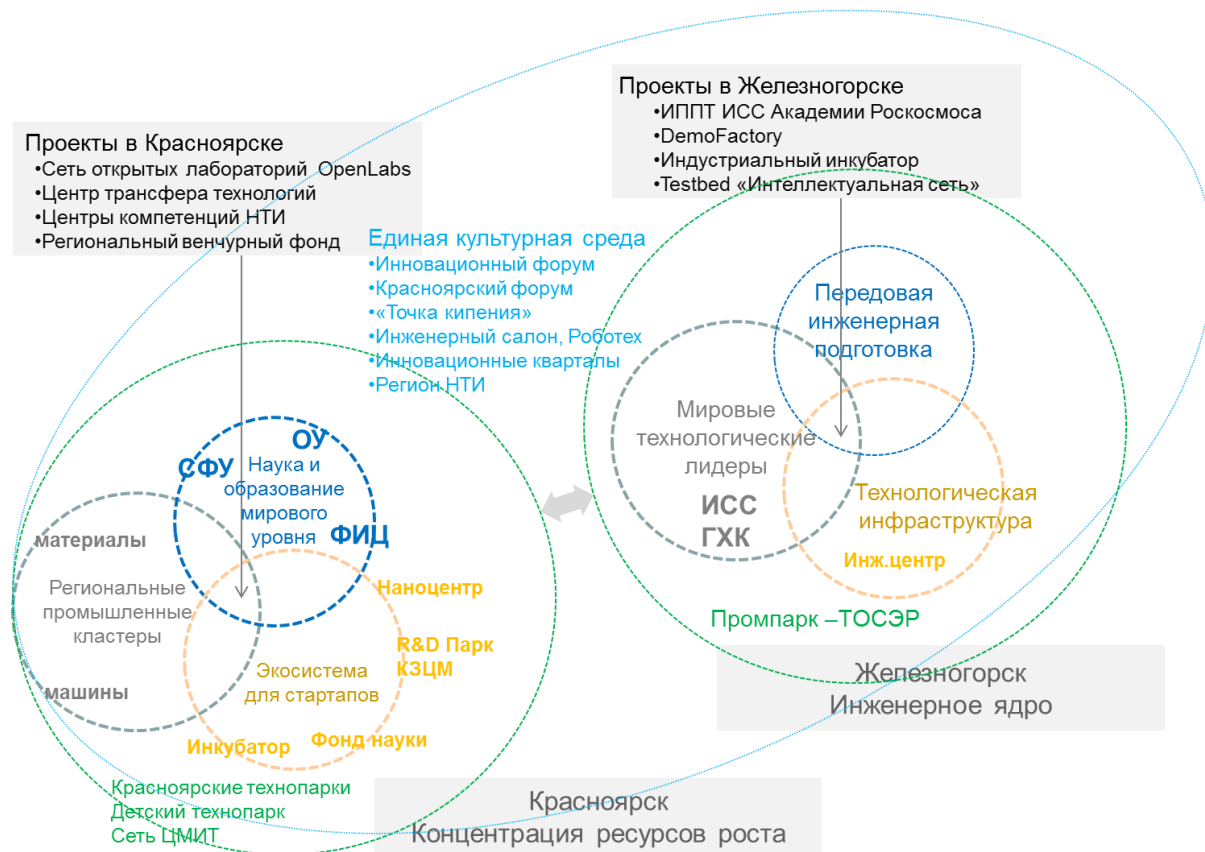 Проекты в Железногорске
•ИППТ ИСС Академии Роскосмоса
•DemoFactory
•Индустриальный инкубатор
•Testbed «Интеллектуальная сеть»
Проекты в Красноярске
•Сеть открытых лабораторий OpenLabs
•Центр трансфера технологий
•Центры компетенций НТИ
•Региональный венчурный фонд
Единая культурная среда
•Инновационный форум
•Красноярский форум
•«Точка кипения»
•Инженерный салон, Роботех
•Инновационные кварталы
•Регион НТИ
Передовая
инженерная
подготовка
Мировые
технологические
лидеры
ИСС
ГХК
Технологическая
инфраструктура
Инж.центр
Промпарк –ТОСЭР
Железногорск
Инженерное ядро
ОУ
СФУ
Наука и
образование
мирового
уровня
ФИЦ
материалы
Региональные
промышленные
кластеры
машины
Наноцентр
R&D Парк
КЗЦМ
Экосистема
для стартапов
Инкубатор
Фонд науки
Красноярские технопарки
Детский технопарк
Сеть ЦМИТ
Красноярск
Концентрация ресурсов роста